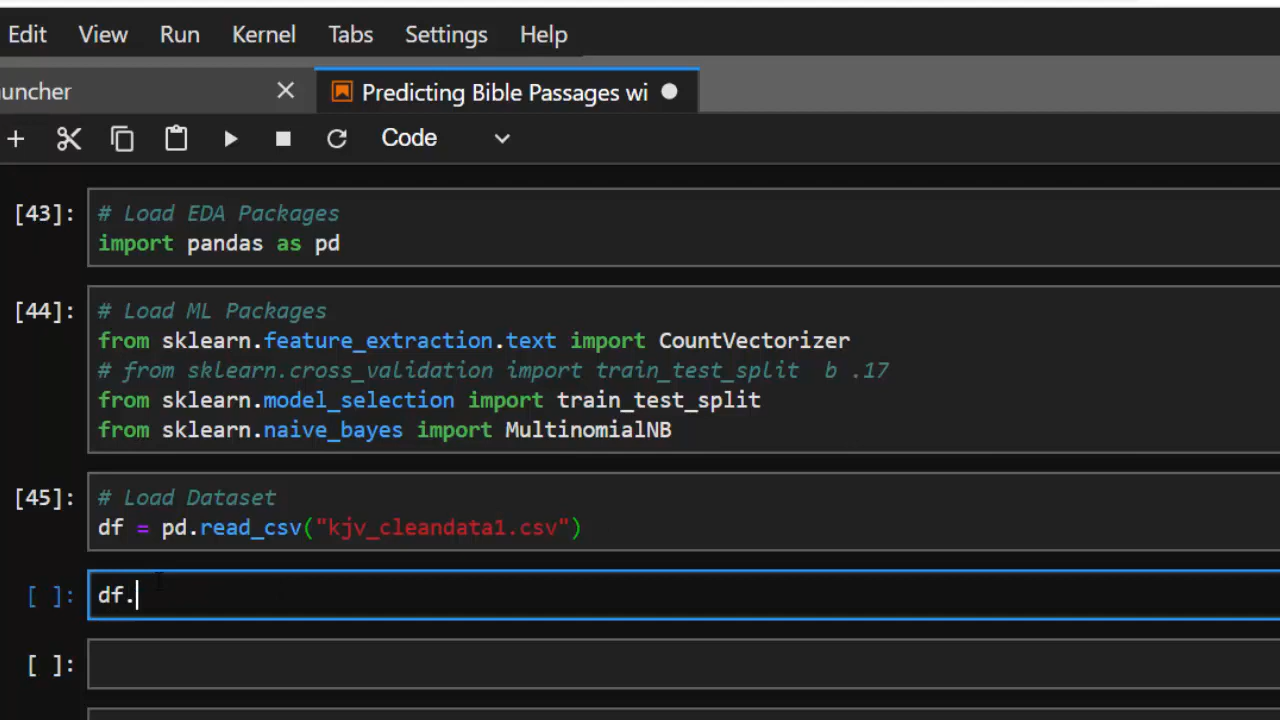 Edit View Run Kernel Tabs Settings Help
uncher Predicting Bible Passages wi
Code
[43]: # Load EDA Packages
import pandas as pd
[44]: # Load ML Packages
from sklearn.feature_extraction.text import CountVectorizer
# from sklearn.cross_validation import train_test_split b .17
from sklearn.model_selection import train_test_split
from sklearn.naive_bayes import MultinomialNB
[45]: # Load Dataset
df = pd.read_csv("kjv_cleandata1.csv")
[ ]: df.
[ ]: